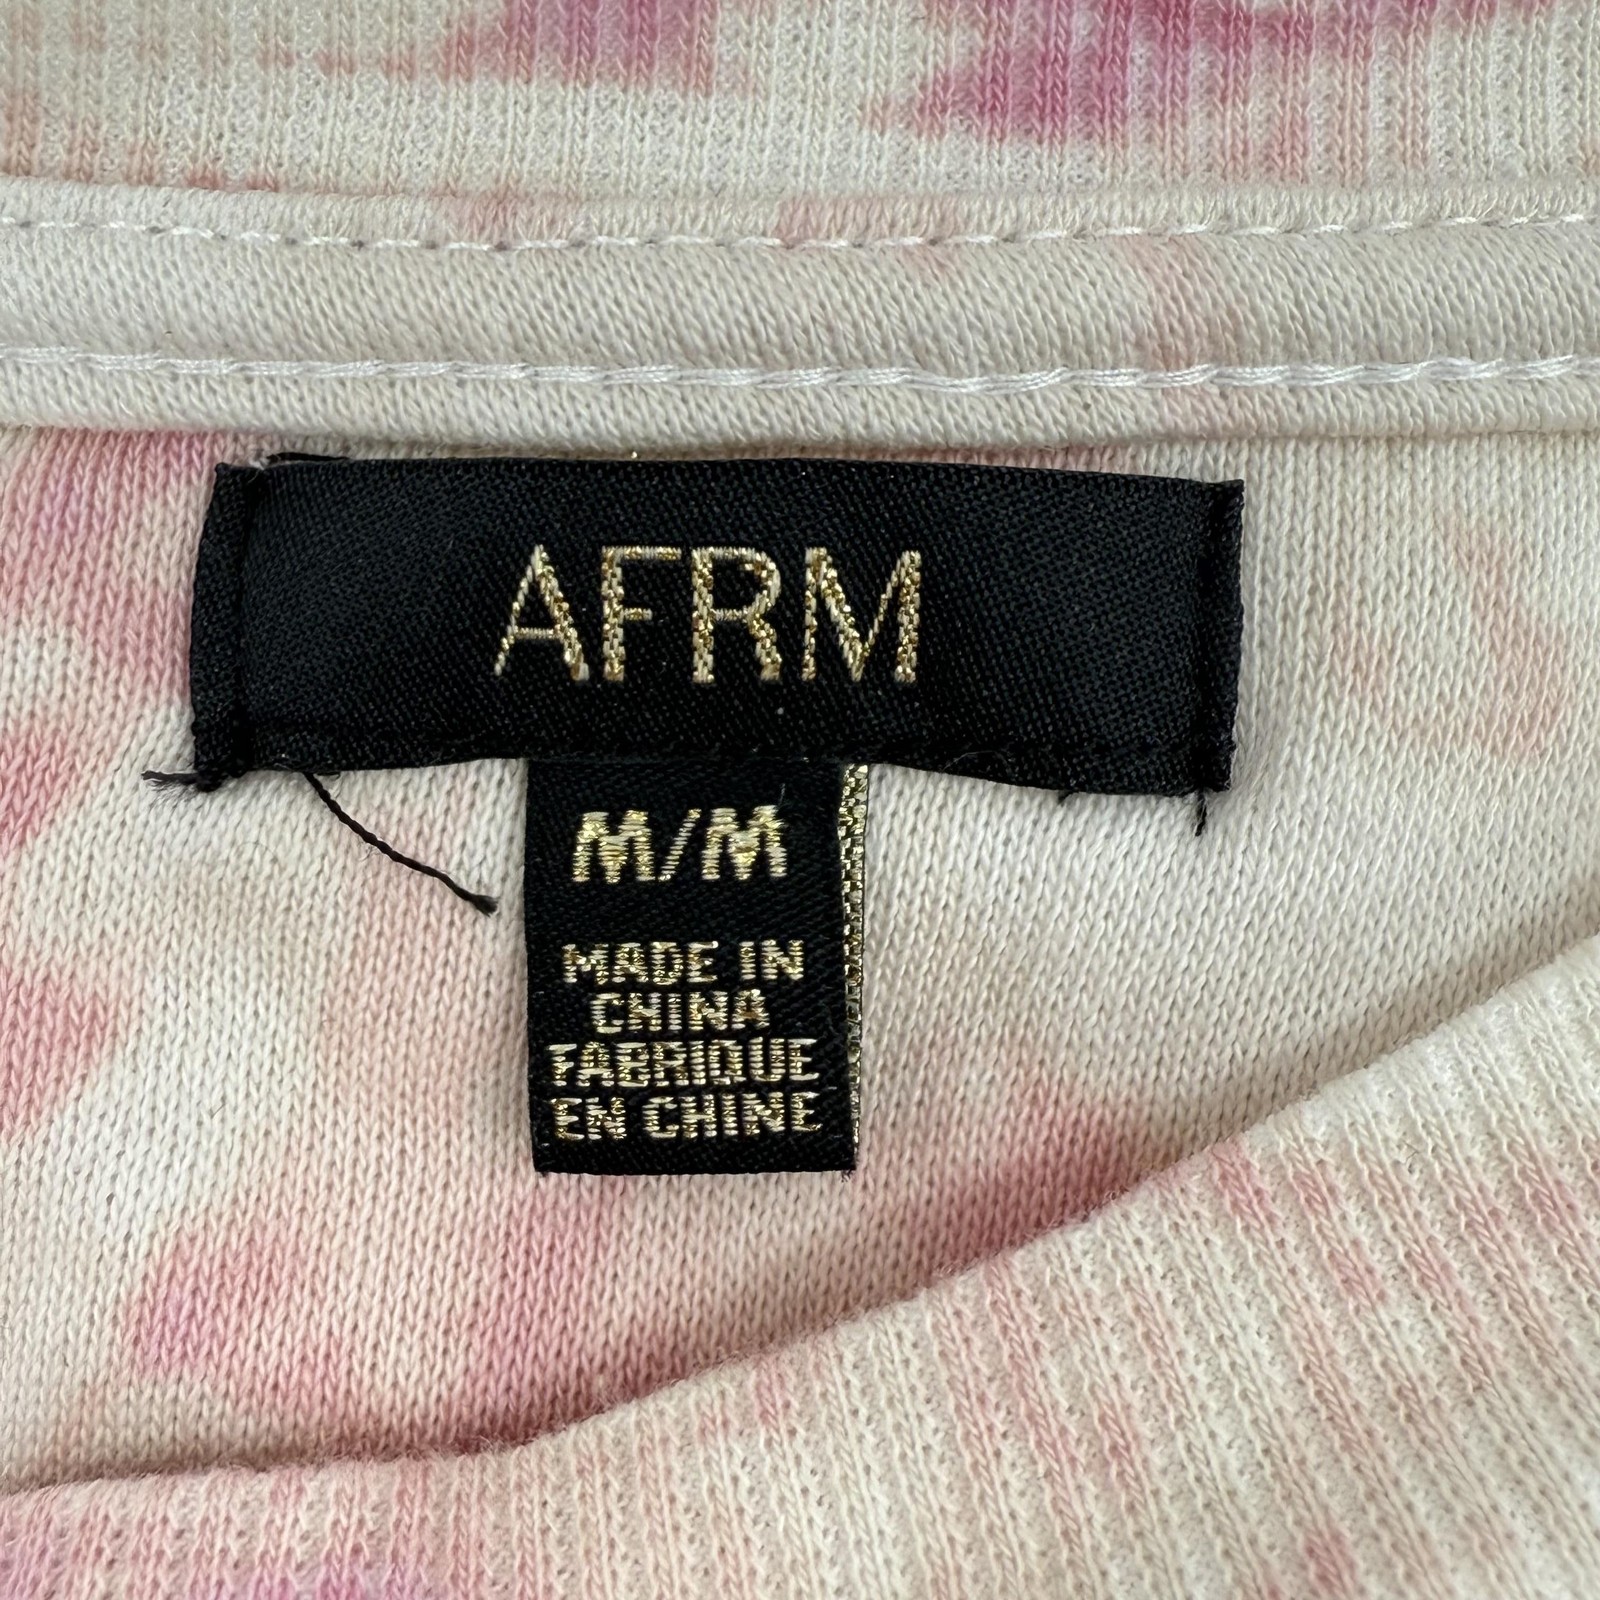 AFRM
M/M
MADE IN
CHINA
FABRIQUE
EN CHINE